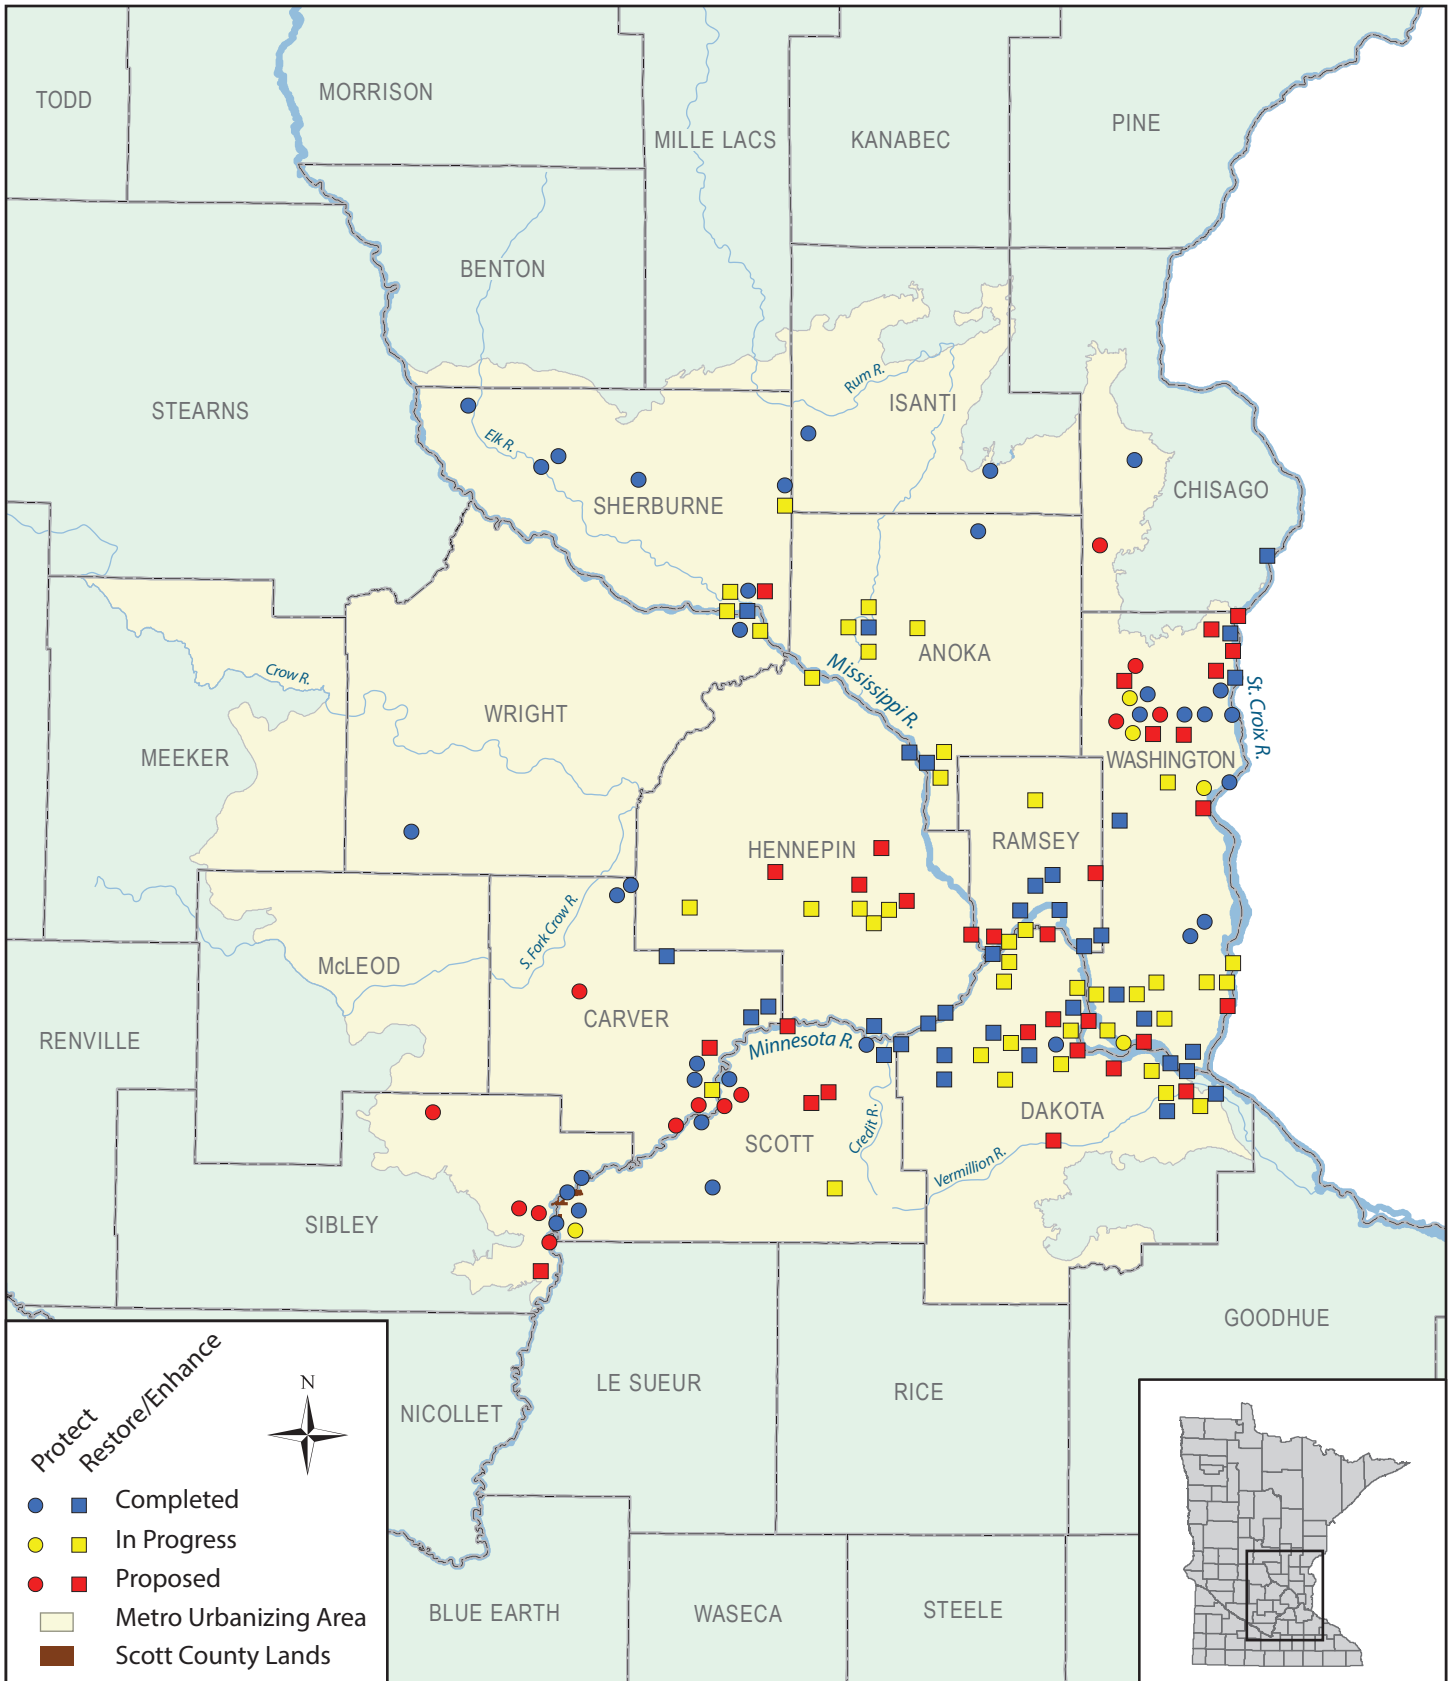 TODD
MORRISON
MILLE LACS
KANABEC
PINE
BENTON
STEARNS
Rum R.
ISANTI
Elk R.
SHERBURNE
CHISAGO
Mississippi R.
ANOKA
Crow R.
WRIGHT
St. Croix R.
MEEKER
WASHINGTON
HENNEPIN
RAMSEY
S. Fork Crow R.
McLEOD
CARVER
RENVILLE
Minnesota R.
DAKOTA
SCOTT
Credit R.
Vermillion R.
SIBLEY
GOODHUE
LE SUEUR
RICE
NICOLLET
BLUE EARTH
WASECA
STEELE
N
Protect
Restore/Enhance
Completed
In Progress
Proposed
Metro Urbanizing Area
Scott County Lands